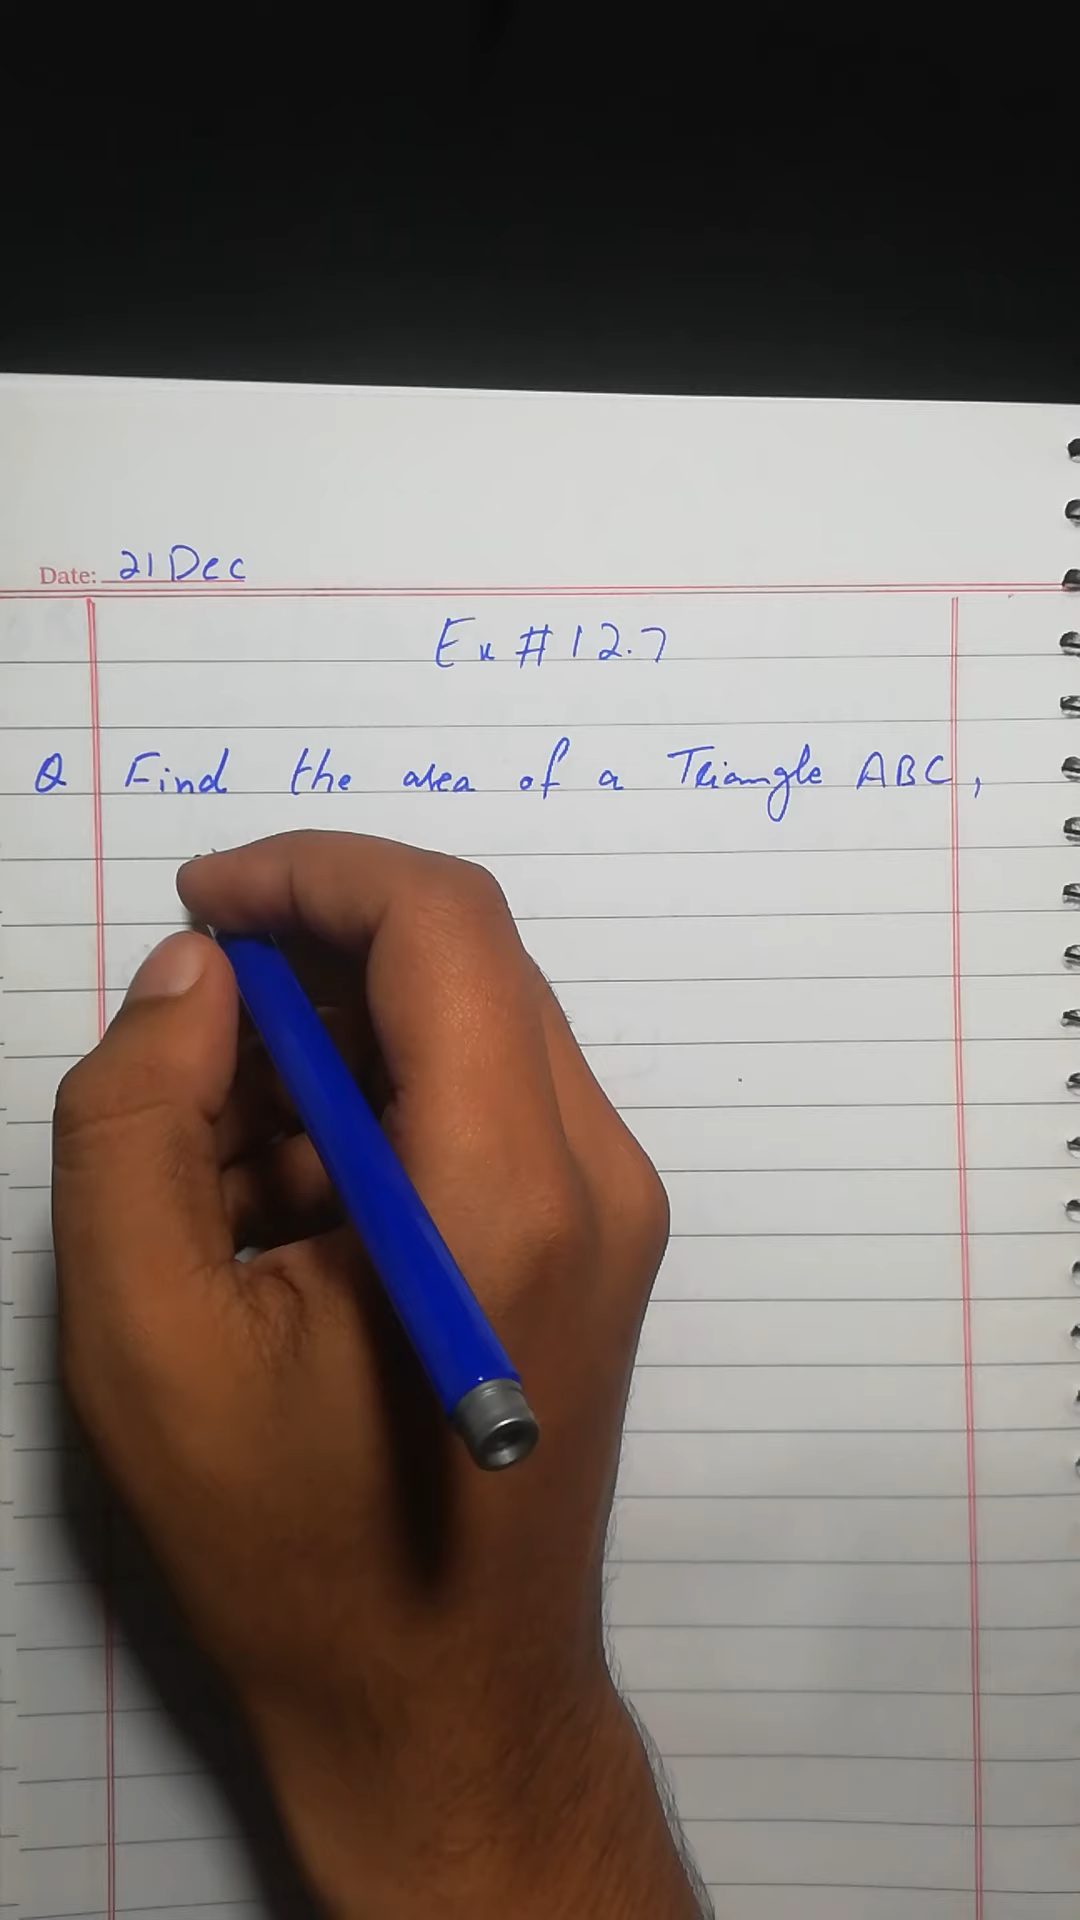 Date: 21 Dec
Ex # 12.7
Q Find the area of a Triangle ABC,